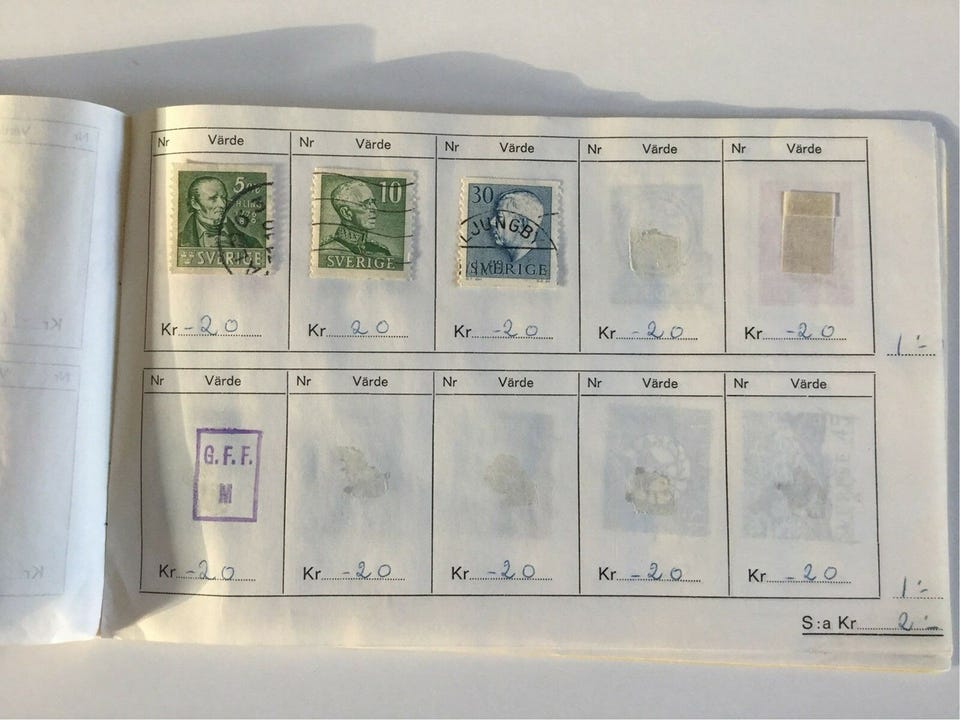 Nr Värde Nr Värde Nr Värde Nr Värde Nr Värde
5 10 30
SVERIGE SVERIGE LJUNGBY SVERIGE
Kr -20 Kr 20 Kr -20 Kr -20 Kr -20 1:-
Nr Värde Nr Värde Nr Värde Nr Värde Nr Värde
G.F.F.
M
Kr -20 Kr -20 Kr -20 Kr -20 Kr -20 1:-
S:a Kr 2:-